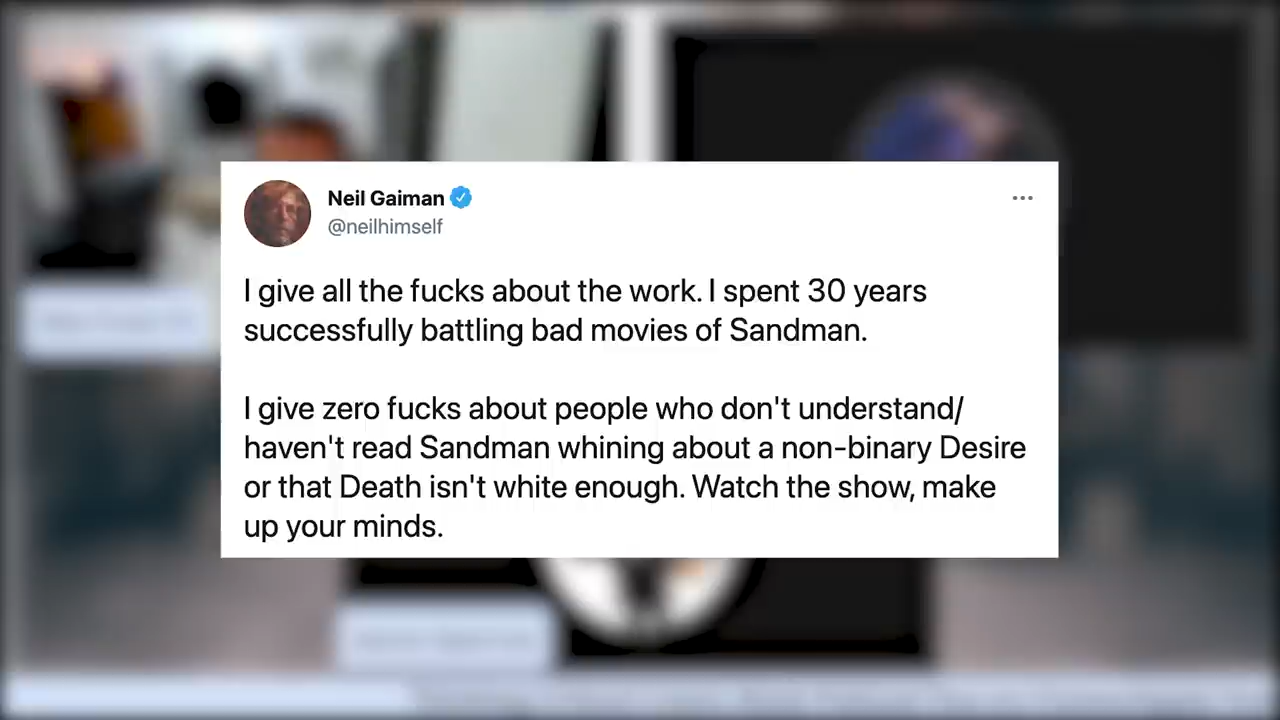 Neil Gaiman
@neilhimself
I give all the fucks about the work. I spent 30 years
successfully battling bad movies of Sandman.
I give zero fucks about people who don't understand/
haven't read Sandman whining about a non-binary Desire
or that Death isn't white enough. Watch the show, make
up your minds.